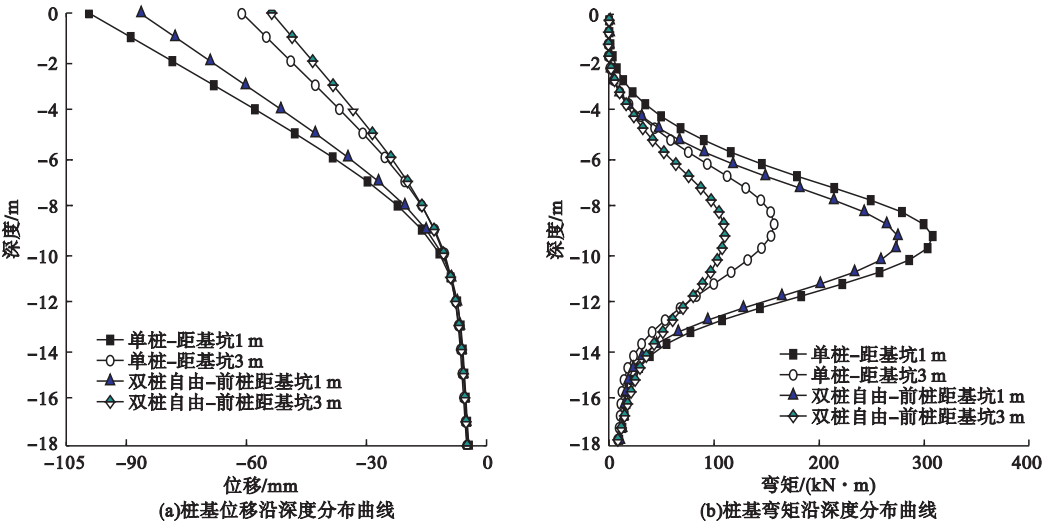 0
-2
-4
-6
-8
-10
-12
-14
-16
-18
深度/m
单桩-距基坑1 m
单桩-距基坑3 m
双桩自由-前桩距基坑1 m
双桩自由-前桩距基坑3 m
-105 -90 -60 -30 0
位移/mm
(a)桩基位移沿深度分布曲线
0
-2
-4
-6
-8
-10
-12
-14
-16
-18
深度/m
单桩-距基坑1 m
单桩-距基坑3 m
双桩自由-前桩距基坑1 m
双桩自由-前桩距基坑3 m
0 100 200 300 400
弯矩/(kN·m)
(b)桩基弯矩沿深度分布曲线